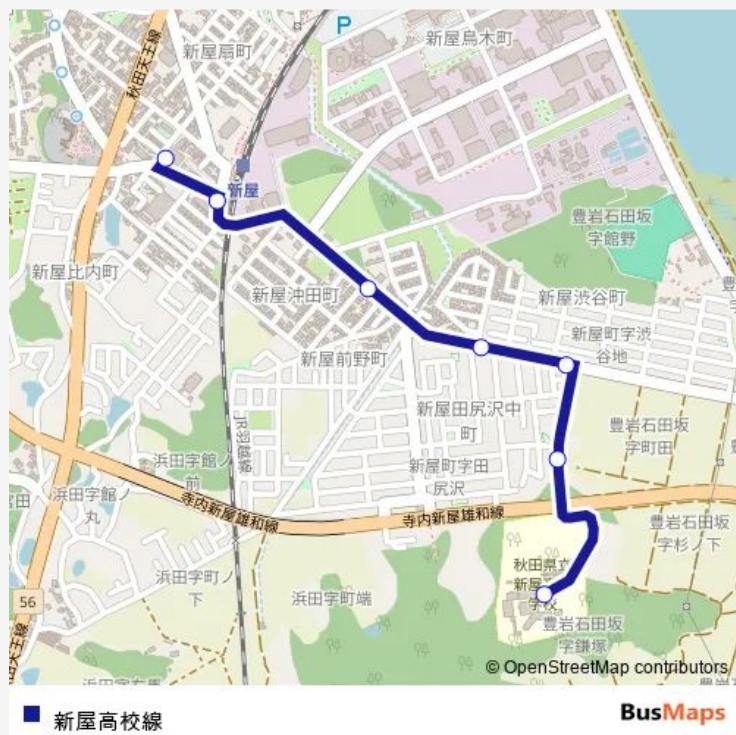 P
新屋鳥木町
新屋扇町
秋田天王線
新屋
豊岩石田坂
字館野
新屋比内町
新屋沖田町
新屋渋谷町
新屋町字渋
谷地
新屋前野町
新屋田尻沢中
町
豊岩石田坂
字町田
JR羽越線
浜田字館ノ
前
新屋町字田
尻沢
浜田字館ノ
丸
寺内新屋雄和線
寺内新屋雄和線
豊岩石田坂
字杉ノ下
浜田字町ノ
下
浜田字町端
秋田県立
新屋
学校
56
豊岩石田坂
字鎌塚
© OpenStreetMap contributors
新屋高校線
BusMaps